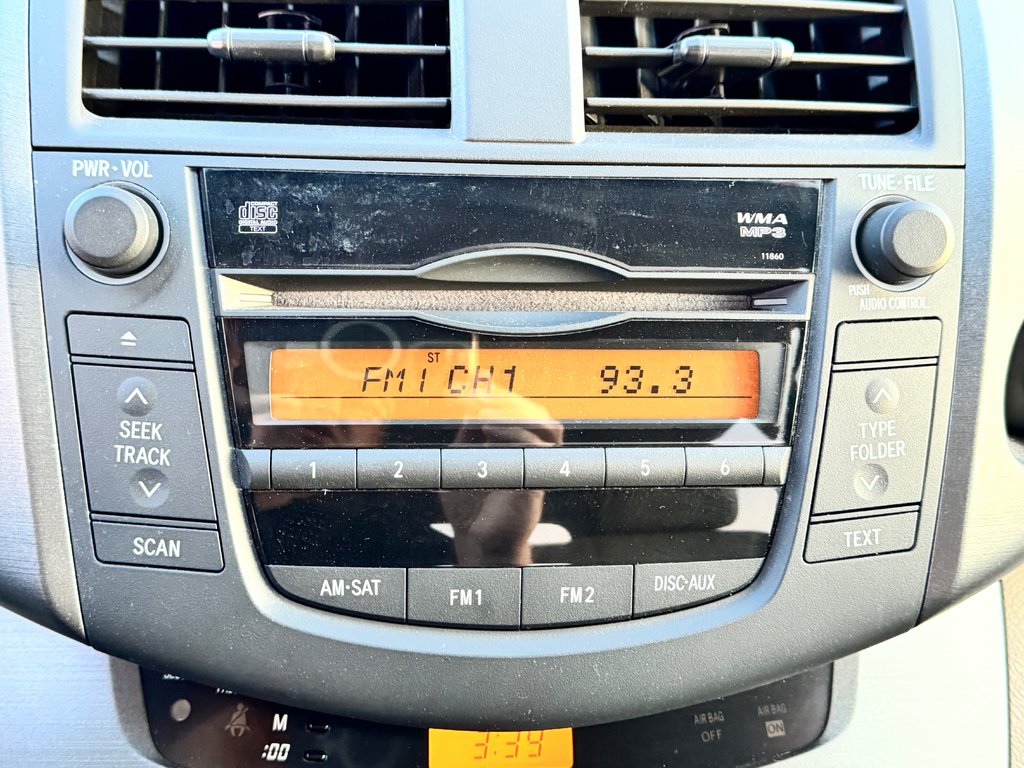 PWR·VOL
COMPACT
disc
DIGITAL AUDIO
TEXT
WMA
MP3
11860
TUNE·FILE
PUSH
AUDIO CONTROL
ST
FM1 CH1 93.3
SEEK
TRACK
TYPE
FOLDER
1 2 3 4 5 6
SCAN
TEXT
AM·SAT FM1 FM2 DISC·AUX
M
:00
3:39
AIR BAG
OFF
AIR BAG
ON